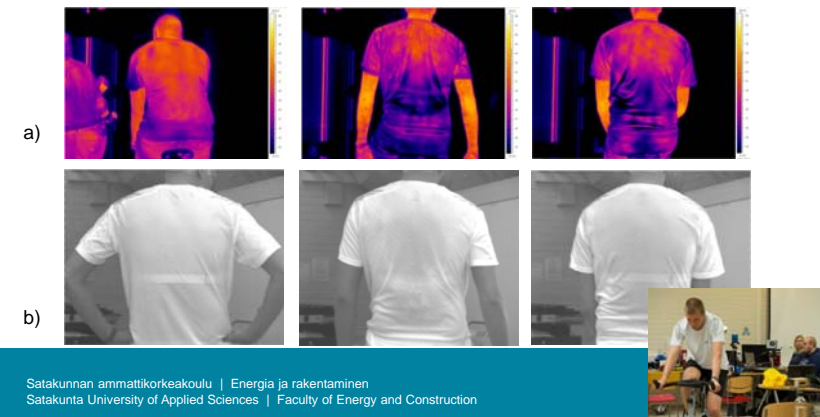 a)
b)
Satakunnan ammattikorkeakoulu | Energia ja rakentaminen
Satakunta University of Applied Sciences | Faculty of Energy and Construction